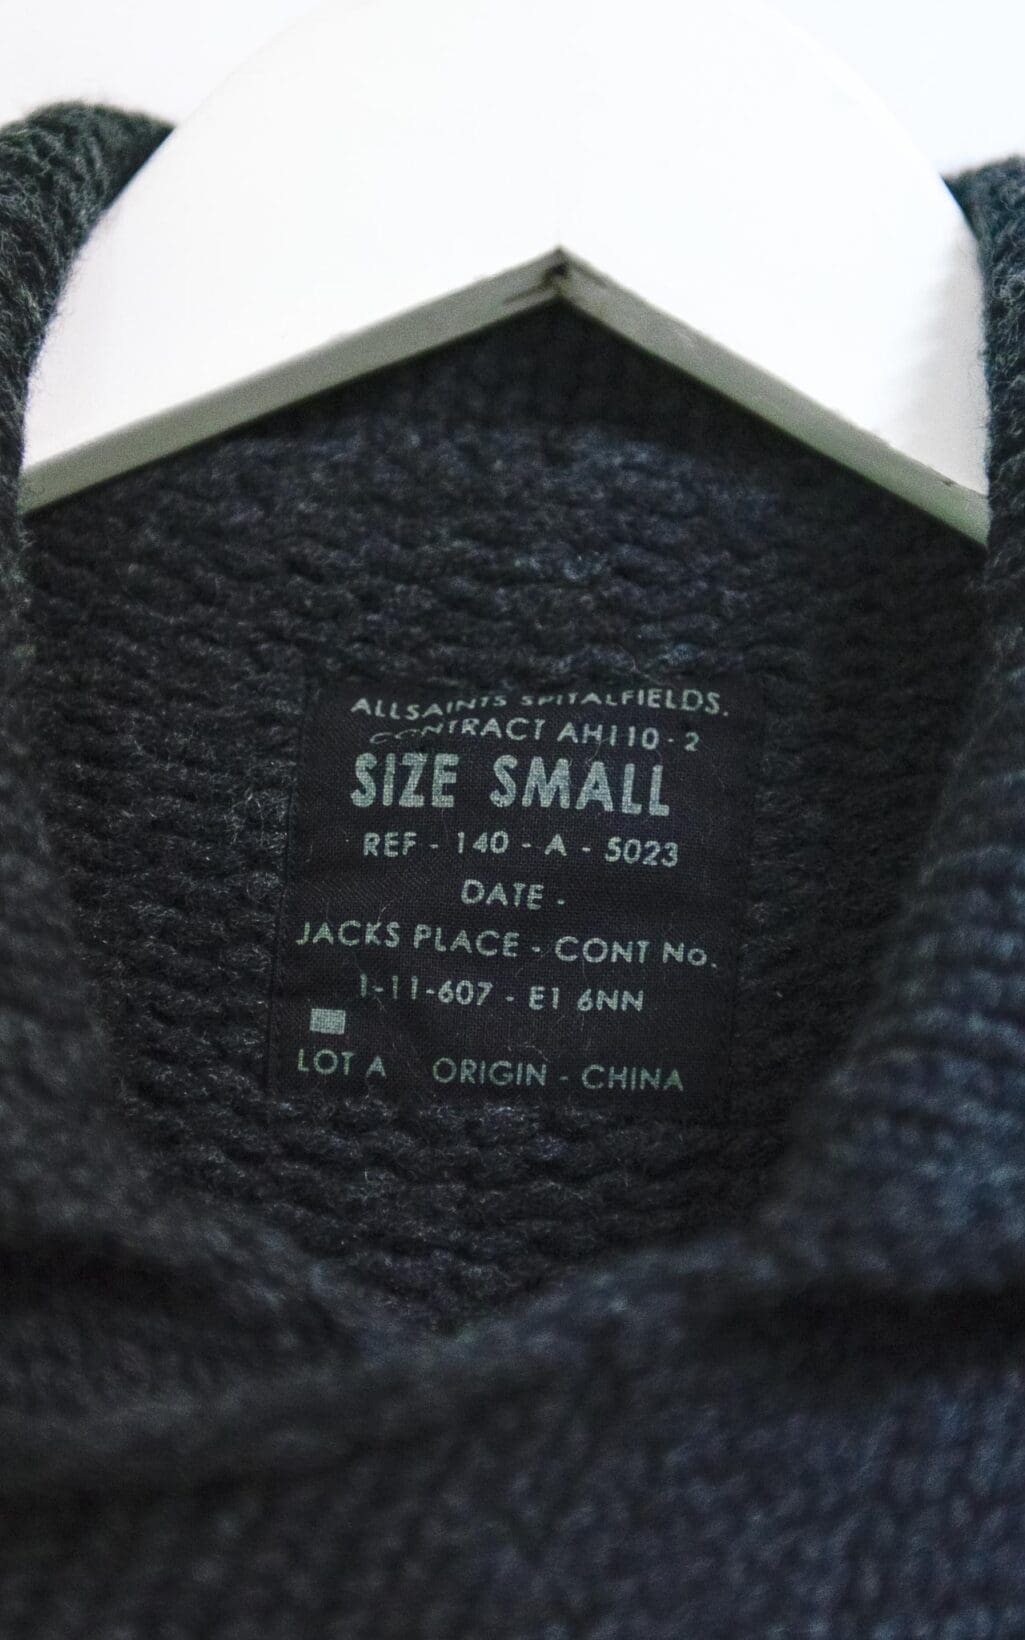 ALLSAINTS SPITALFIELDS.
CONTRACT AH110-2
SIZE SMALL
REF - 140 - A - 5023
DATE -
JACKS PLACE - CONT No.
1-11-607 - E1 6NN
LOT A ORIGIN - CHINA